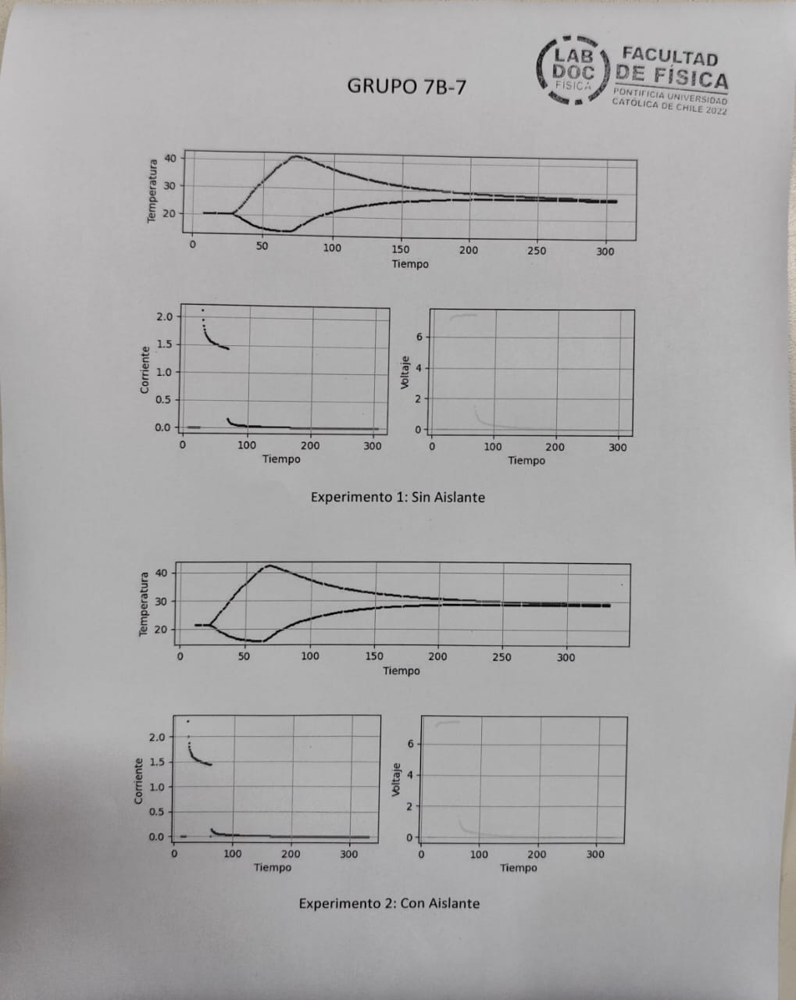 GRUPO 7B-7
LAB
DOC
FÍSICA
FACULTAD
DE FÍSICA
PONTIFICIA UNIVERSIDAD
CATÓLICA DE CHILE 2022
Temperatura
40
30
20
0 50 100 150 200 250 300
Tiempo
Corriente
2.0
1.5
1.0
0.5
0.0
0 100 200 300
Tiempo
Voltaje
6
4
2
0
0 100 200 300
Tiempo
Experimento 1: Sin Aislante
Temperatura
40
30
20
0 50 100 150 200 250 300
Tiempo
Corriente
2.0
1.5
1.0
0.5
0.0
0 100 200 300
Tiempo
Voltaje
6
4
2
0
0 100 200 300
Tiempo
Experimento 2: Con Aislante